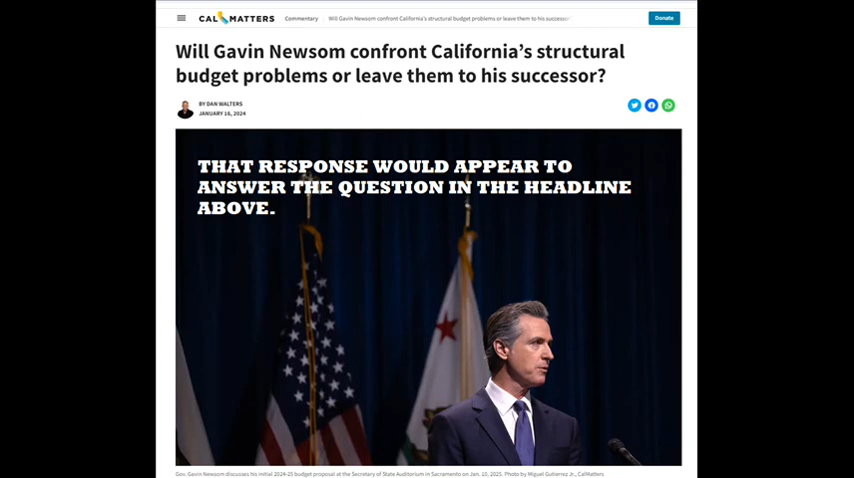 CAL MATTERS
Commentary
Will Gavin Newsom confront California's structural budget problems or leave them to his successor?
Donate
Will Gavin Newsom confront California's structural
budget problems or leave them to his successor?
BY DAN WALTERS
JANUARY 16, 2024
THAT RESPONSE WOULD APPEAR TO
ANSWER THE QUESTION IN THE HEADLINE
ABOVE.
Gov. Gavin Newsom discusses his initial 2024-25 budget proposal at the Secretary of State Auditorium in Sacramento on Jan. 10, 2025. Photo by Miguel Gutierrez Jr., CalMatters